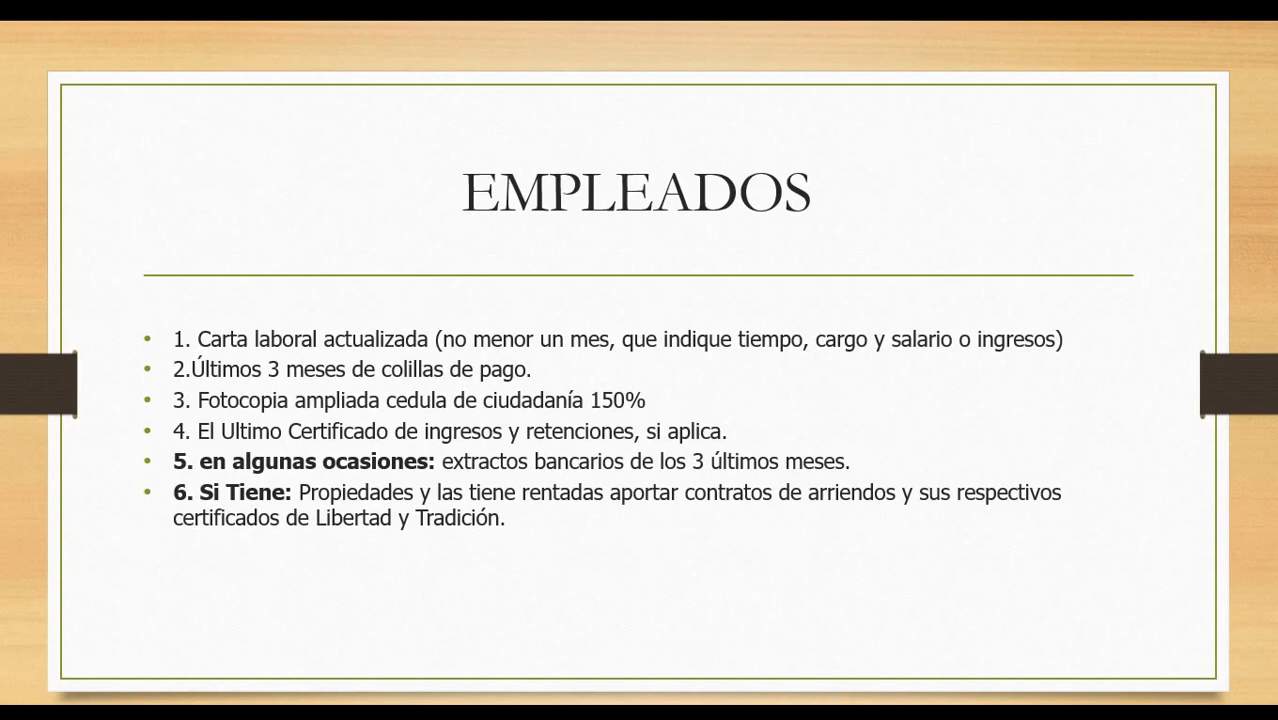 EMPLEADOS
• 1. Carta laboral actualizada (no menor un mes, que indique tiempo, cargo y salario o ingresos)
• 2.Últimos 3 meses de colillas de pago.
• 3. Fotocopia ampliada cedula de ciudadanía 150%
• 4. El Ultimo Certificado de ingresos y retenciones, si aplica.
• 5. en algunas ocasiones: extractos bancarios de los 3 últimos meses.
• 6. Si Tiene: Propiedades y las tiene rentadas aportar contratos de arriendos y sus respectivos
certificados de Libertad y Tradición.